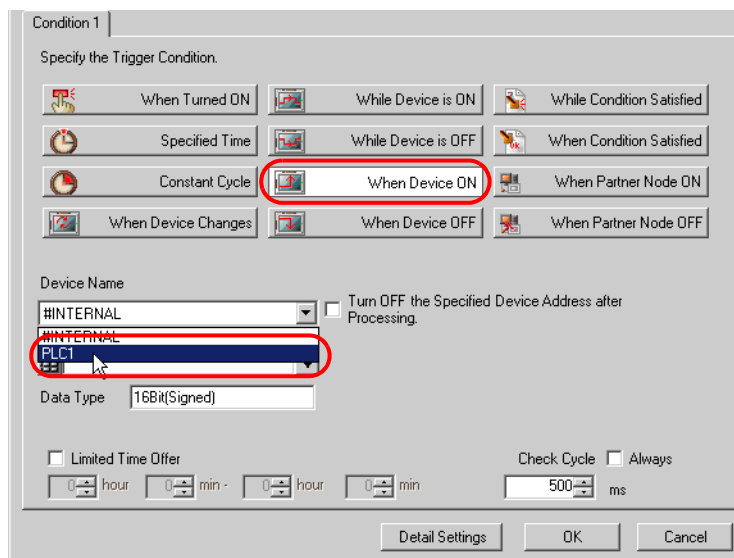 Condition 1
Specify the Trigger Condition.
When Turned ON While Device is ON While Condition Satisfied
Specified Time While Device is OFF When Condition Satisfied
Constant Cycle When Device ON When Partner Node ON
When Device Changes When Device OFF When Partner Node OFF
Device Name
#INTERNAL Turn OFF the Specified Device Address after
Processing.
#INTERNAL
PLC1
Data Type 16Bit(Signed)
Limited Time Offer Check Cycle Always
0 hour 0 min - 0 hour 0 min 500 ms
Detail Settings OK Cancel